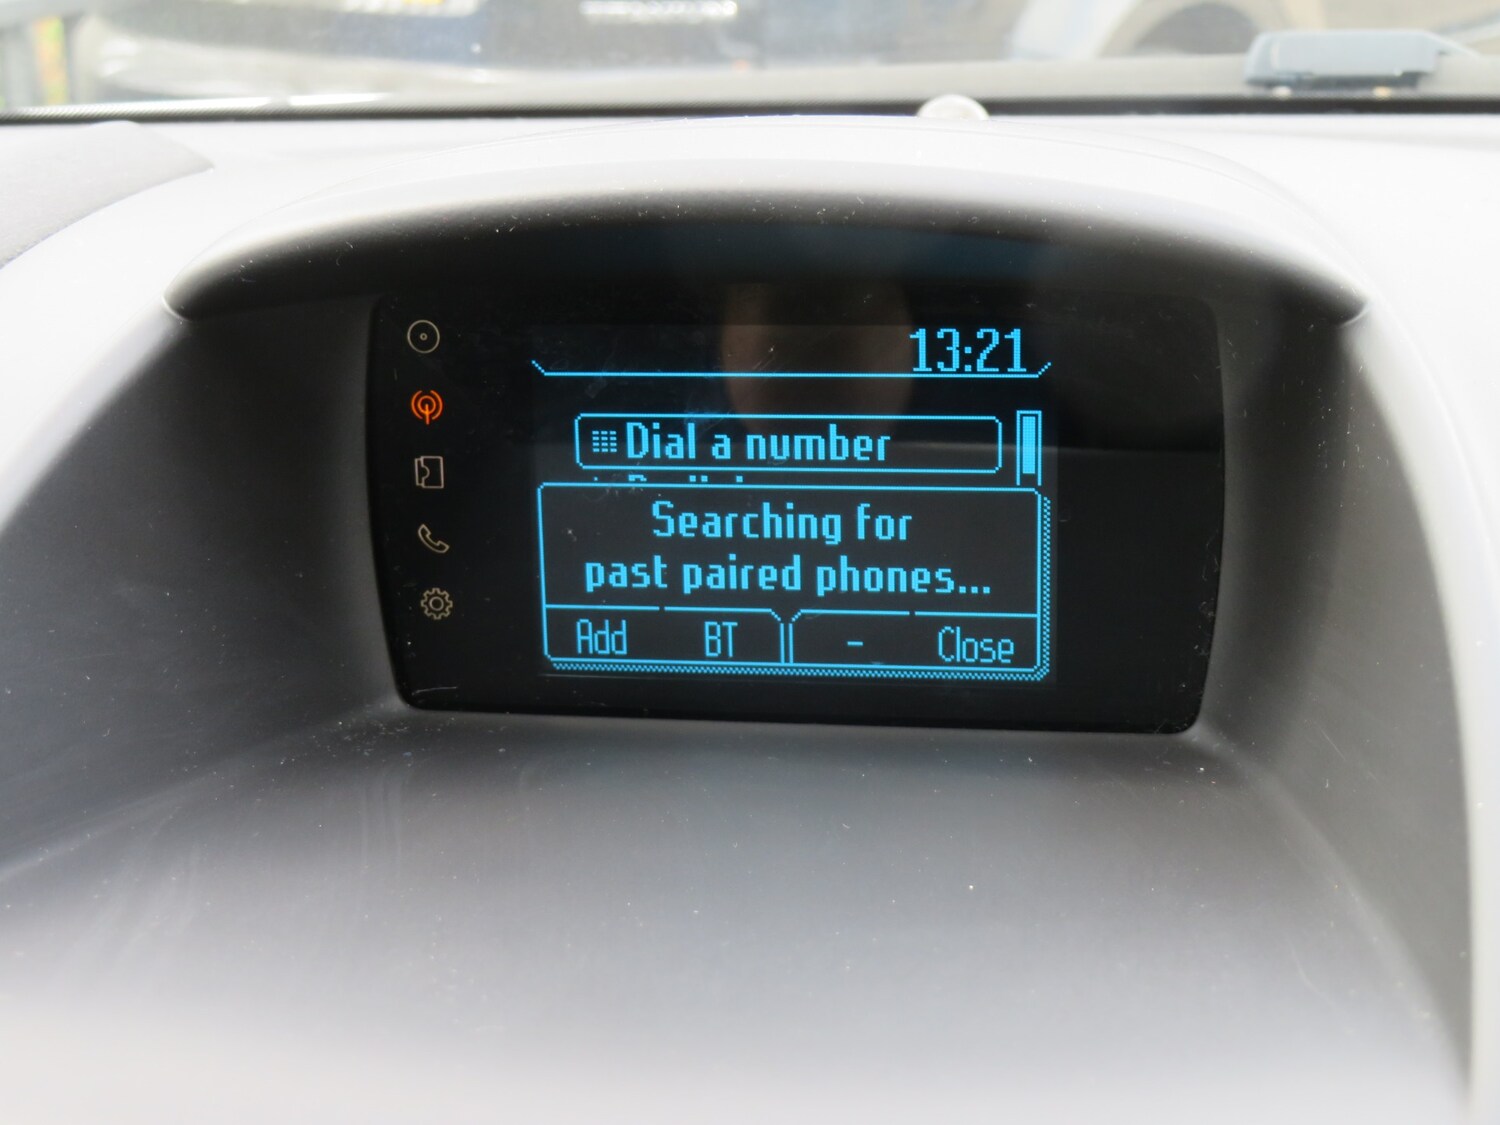 13:21
Dial a number
Searching for
past paired phones...
Add BT - Close